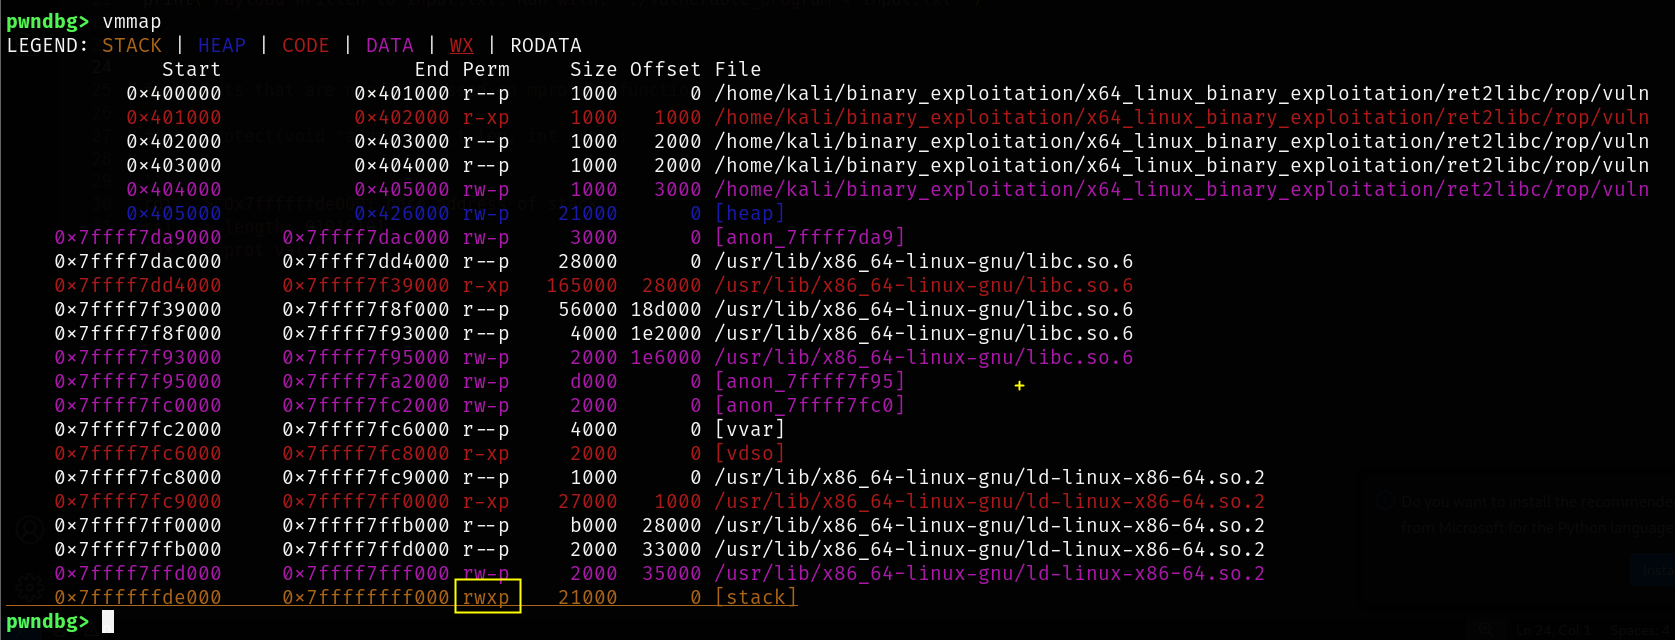 pwndbg> vmmap
LEGEND: STACK | HEAP | CODE | DATA | WX | RODATA
Start End Perm Size Offset File
0x400000 0x401000 r--p 1000 0 /home/kali/binary_exploitation/x64_linux_binary_exploitation/ret2libc/rop/vuln
0x401000 0x402000 r-xp 1000 1000 /home/kali/binary_exploitation/x64_linux_binary_exploitation/ret2libc/rop/vuln
0x402000 0x403000 r--p 1000 2000 /home/kali/binary_exploitation/x64_linux_binary_exploitation/ret2libc/rop/vuln
0x403000 0x404000 r--p 1000 2000 /home/kali/binary_exploitation/x64_linux_binary_exploitation/ret2libc/rop/vuln
0x404000 0x405000 rw-p 1000 3000 /home/kali/binary_exploitation/x64_linux_binary_exploitation/ret2libc/rop/vuln
0x405000 0x426000 rw-p 21000 0 [heap]
0x7ffff7da9000 0x7ffff7dac000 rw-p 3000 0 [anon_7ffff7da9]
0x7ffff7dac000 0x7ffff7dd4000 r--p 28000 0 /usr/lib/x86_64-linux-gnu/libc.so.6
0x7ffff7dd4000 0x7ffff7f39000 r-xp 165000 28000 /usr/lib/x86_64-linux-gnu/libc.so.6
0x7ffff7f39000 0x7ffff7f8f000 r--p 56000 18d000 /usr/lib/x86_64-linux-gnu/libc.so.6
0x7ffff7f8f000 0x7ffff7f93000 r--p 4000 1e2000 /usr/lib/x86_64-linux-gnu/libc.so.6
0x7ffff7f93000 0x7ffff7f95000 rw-p 2000 1e6000 /usr/lib/x86_64-linux-gnu/libc.so.6
0x7ffff7f95000 0x7ffff7fa2000 rw-p d000 0 [anon_7ffff7f95]
0x7ffff7fc0000 0x7ffff7fc2000 rw-p 2000 0 [anon_7ffff7fc0]
0x7ffff7fc2000 0x7ffff7fc6000 r--p 4000 0 [vvar]
0x7ffff7fc6000 0x7ffff7fc8000 r-xp 2000 0 [vdso]
0x7ffff7fc8000 0x7ffff7fc9000 r--p 1000 0 /usr/lib/x86_64-linux-gnu/ld-linux-x86-64.so.2
0x7ffff7fc9000 0x7ffff7ff0000 r-xp 27000 1000 /usr/lib/x86_64-linux-gnu/ld-linux-x86-64.so.2
0x7ffff7ff0000 0x7ffff7ffb000 r--p b000 28000 /usr/lib/x86_64-linux-gnu/ld-linux-x86-64.so.2
0x7ffff7ffb000 0x7ffff7ffd000 r--p 2000 33000 /usr/lib/x86_64-linux-gnu/ld-linux-x86-64.so.2
0x7ffff7ffd000 0x7ffff7fff000 rw-p 2000 35000 /usr/lib/x86_64-linux-gnu/ld-linux-x86-64.so.2
0x7ffffffde000 0x7ffffffff000 rwxp 21000 0 [stack]
pwndbg>
Do you want to install the recommende
from Microsoft for the Python language